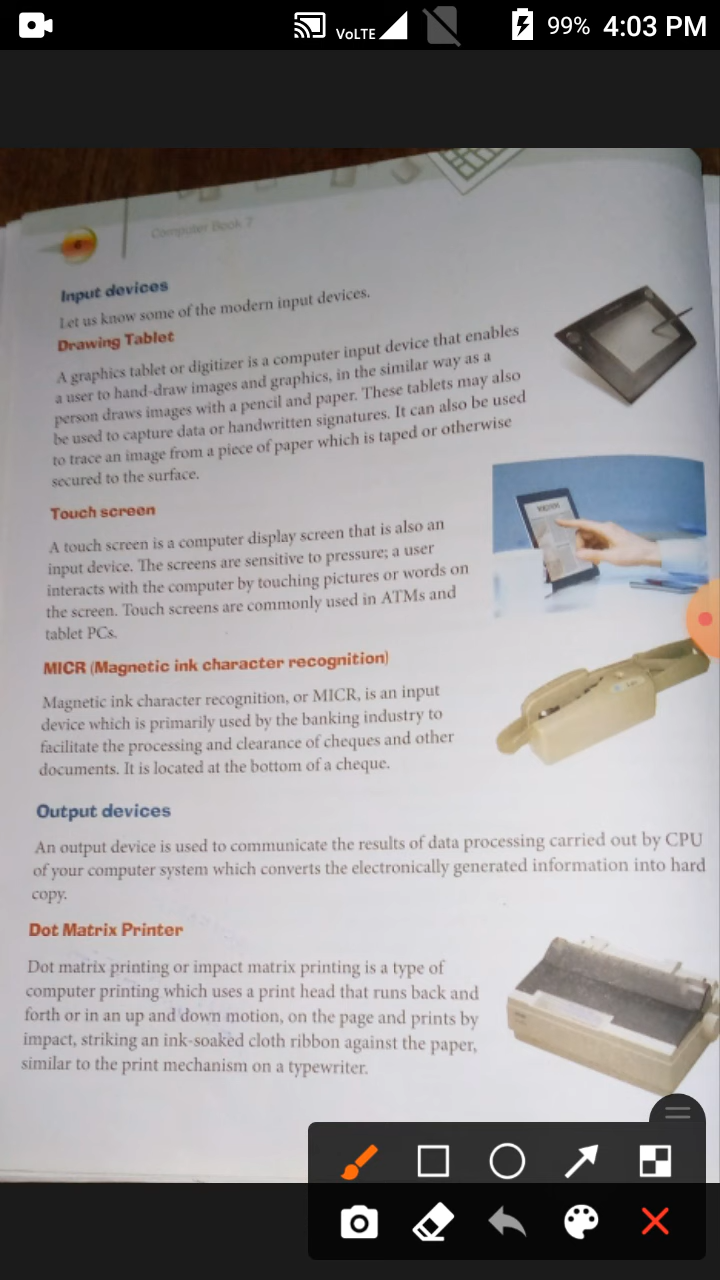 VoLTE 99% 4:03 PM
6
Computer Book 7
Input devices
Let us know some of the modern input devices.
Drawing Tablet
A graphics tablet or digitizer is a computer input device that enables
a user to hand-draw images and graphics, in the similar way as a
person draws images with a pencil and paper. These tablets may also
be used to capture data or handwritten signatures. It can also be used
to trace an image from a piece of paper which is taped or otherwise
secured to the surface.
Touch screen
A touch screen is a computer display screen that is also an
input device. The screens are sensitive to pressure; a user
interacts with the computer by touching pictures or words on
the screen. Touch screens are commonly used in ATMs and
tablet PCs.
MICR (Magnetic ink character recognition)
Magnetic ink character recognition, or MICR, is an input
device which is primarily used by the banking industry to
facilitate the processing and clearance of cheques and other
documents. It is located at the bottom of a cheque.
Output devices
An output device is used to communicate the results of data processing carried out by CPU
of your computer system which converts the electronically generated information into hard
copy.
Dot Matrix Printer
Dot matrix printing or impact matrix printing is a type of
computer printing which uses a print head that runs back and
forth or in an up and down motion, on the page and prints by
impact, striking an ink-soaked cloth ribbon against the paper,
similar to the print mechanism on a typewriter.